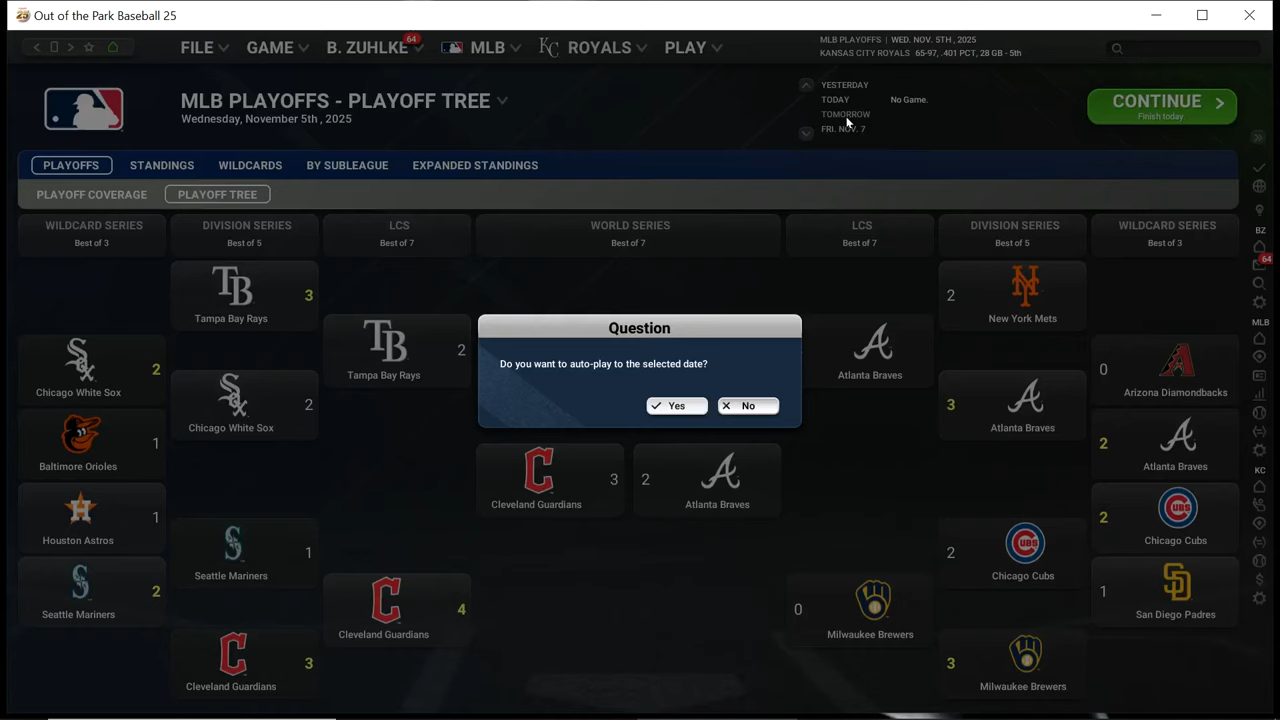 Out of the Park Baseball 25
FILE
GAME
B. ZUHLKE
64
MLB
ROYALS
PLAY
MLB PLAYOFFS | WED. NOV. 5TH , 2025
KANSAS CITY ROYALS 65-97, .401 PCT, 28 GB - 5th
MLB PLAYOFFS - PLAYOFF TREE
Wednesday, November 5th , 2025
YESTERDAY
TODAY No Game.
TOMORROW
FRI. NOV. 7
CONTINUE
Finish today
PLAYOFFS
STANDINGS
WILDCARDS
BY SUBLEAGUE
EXPANDED STANDINGS
PLAYOFF COVERAGE
PLAYOFF TREE
WILDCARD SERIES
Best of 3
DIVISION SERIES
Best of 5
LCS
Best of 7
WORLD SERIES
Best of 7
LCS
Best of 7
DIVISION SERIES
Best of 5
WILDCARD SERIES
Best of 3
Chicago White Sox 2
Baltimore Orioles 1
Houston Astros 1
Seattle Mariners 2
Tampa Bay Rays 3
Chicago White Sox 2
Seattle Mariners 1
Cleveland Guardians 3
Tampa Bay Rays 2
Cleveland Guardians 4
Question
Do you want to auto-play to the selected date?
Yes
No
Cleveland Guardians 3
2 Atlanta Braves
Atlanta Braves
0 Milwaukee Brewers
2 New York Mets
3 Atlanta Braves
2 Chicago Cubs
3 Milwaukee Brewers
0 Arizona Diamondbacks
2 Atlanta Braves
2 Chicago Cubs
1 San Diego Padres
BZ
64
MLB
KC